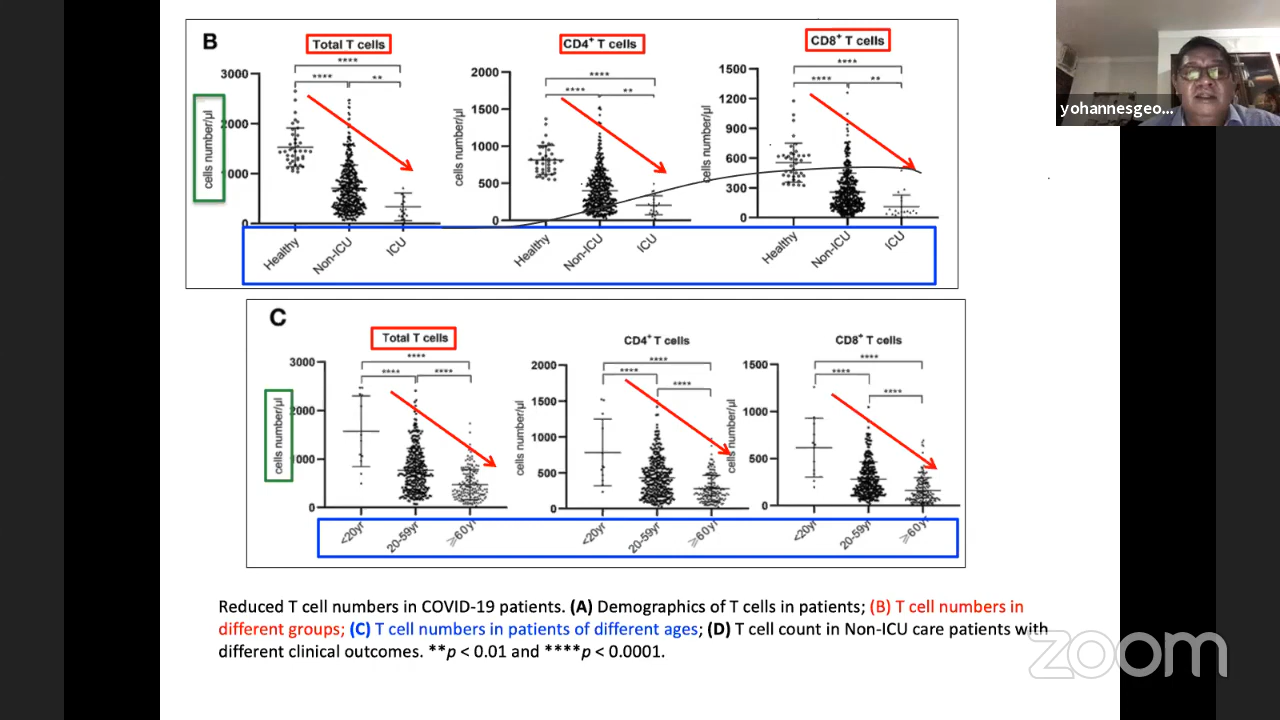 B
Total T cells
CD4+ T cells
CD8+ T cells
****
****
****
****
**
****
**
****
**
cells number/µl
3000
2000
1000
0
Healthy
Non-ICU
ICU
cells number/µl
2000
1500
1000
500
0
Healthy
Non-ICU
ICU
cells number/µl
1500
1200
900
600
300
0
Healthy
Non-ICU
ICU
yohannesgeo...
C
Total T cells
CD4+ T cells
CD8+ T cells
****
****
****
****
****
****
****
****
****
cells number/µl
3000
2000
1000
0
<20yr
20-59yr
⩾60yr
cells number/µl
2000
1500
1000
500
0
<20yr
20-59yr
⩾60yr
cells number/µl
1500
1000
500
0
<20yr
20-59yr
⩾60yr
Reduced T cell numbers in COVID-19 patients. (A) Demographics of T cells in patients; (B) T cell numbers in
different groups; (C) T cell numbers in patients of different ages; (D) T cell count in Non-ICU care patients with
different clinical outcomes. **p < 0.01 and ****p < 0.0001.
zoom